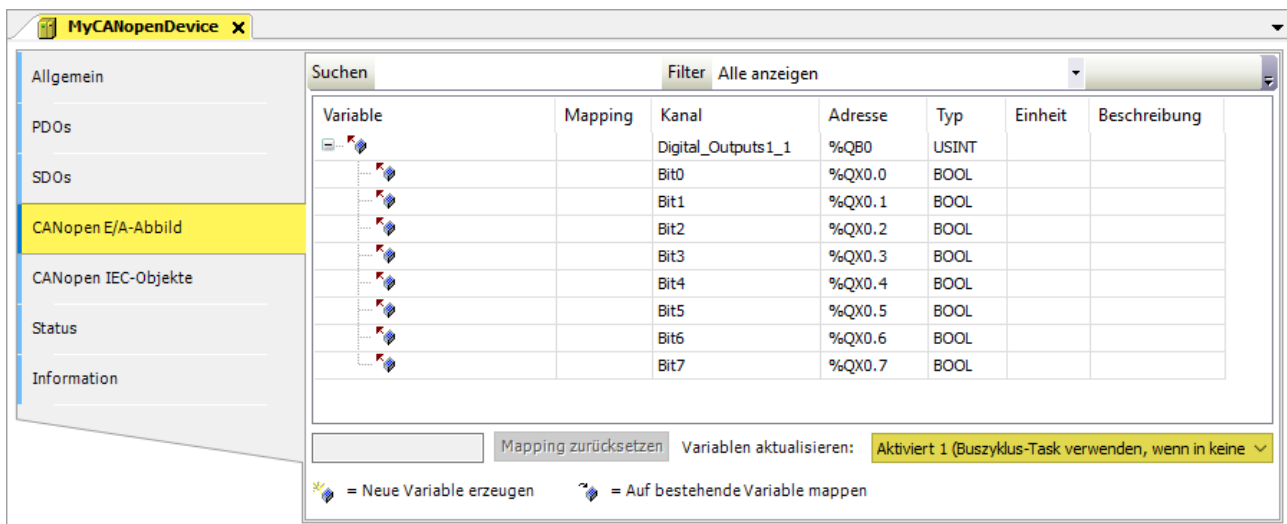 MyCANopenDevice
Allgemein
PDOs
SDOs
CANopen E/A-Abbild
CANopen IEC-Objekte
Status
Information
Suchen Filter Alle anzeigen
Variable Mapping Kanal Adresse Typ Einheit Beschreibung
Digital_Outputs1_1 %QB0 USINT
Bit0 %QX0.0 BOOL
Bit1 %QX0.1 BOOL
Bit2 %QX0.2 BOOL
Bit3 %QX0.3 BOOL
Bit4 %QX0.4 BOOL
Bit5 %QX0.5 BOOL
Bit6 %QX0.6 BOOL
Bit7 %QX0.7 BOOL
Mapping zurücksetzen Variablen aktualisieren: Aktiviert 1 (Buszyklus-Task verwenden, wenn in keine
= Neue Variable erzeugen = Auf bestehende Variable mappen